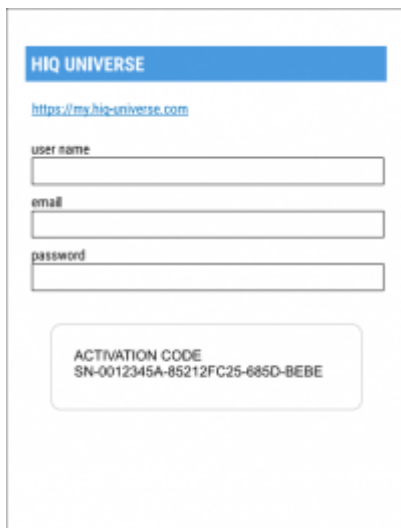 HIQ UNIVERSE
https://my.hiq-universe.com
user name
email
password
ACTIVATION CODE
SN-0012345A-85212FC25-685D-BEBE